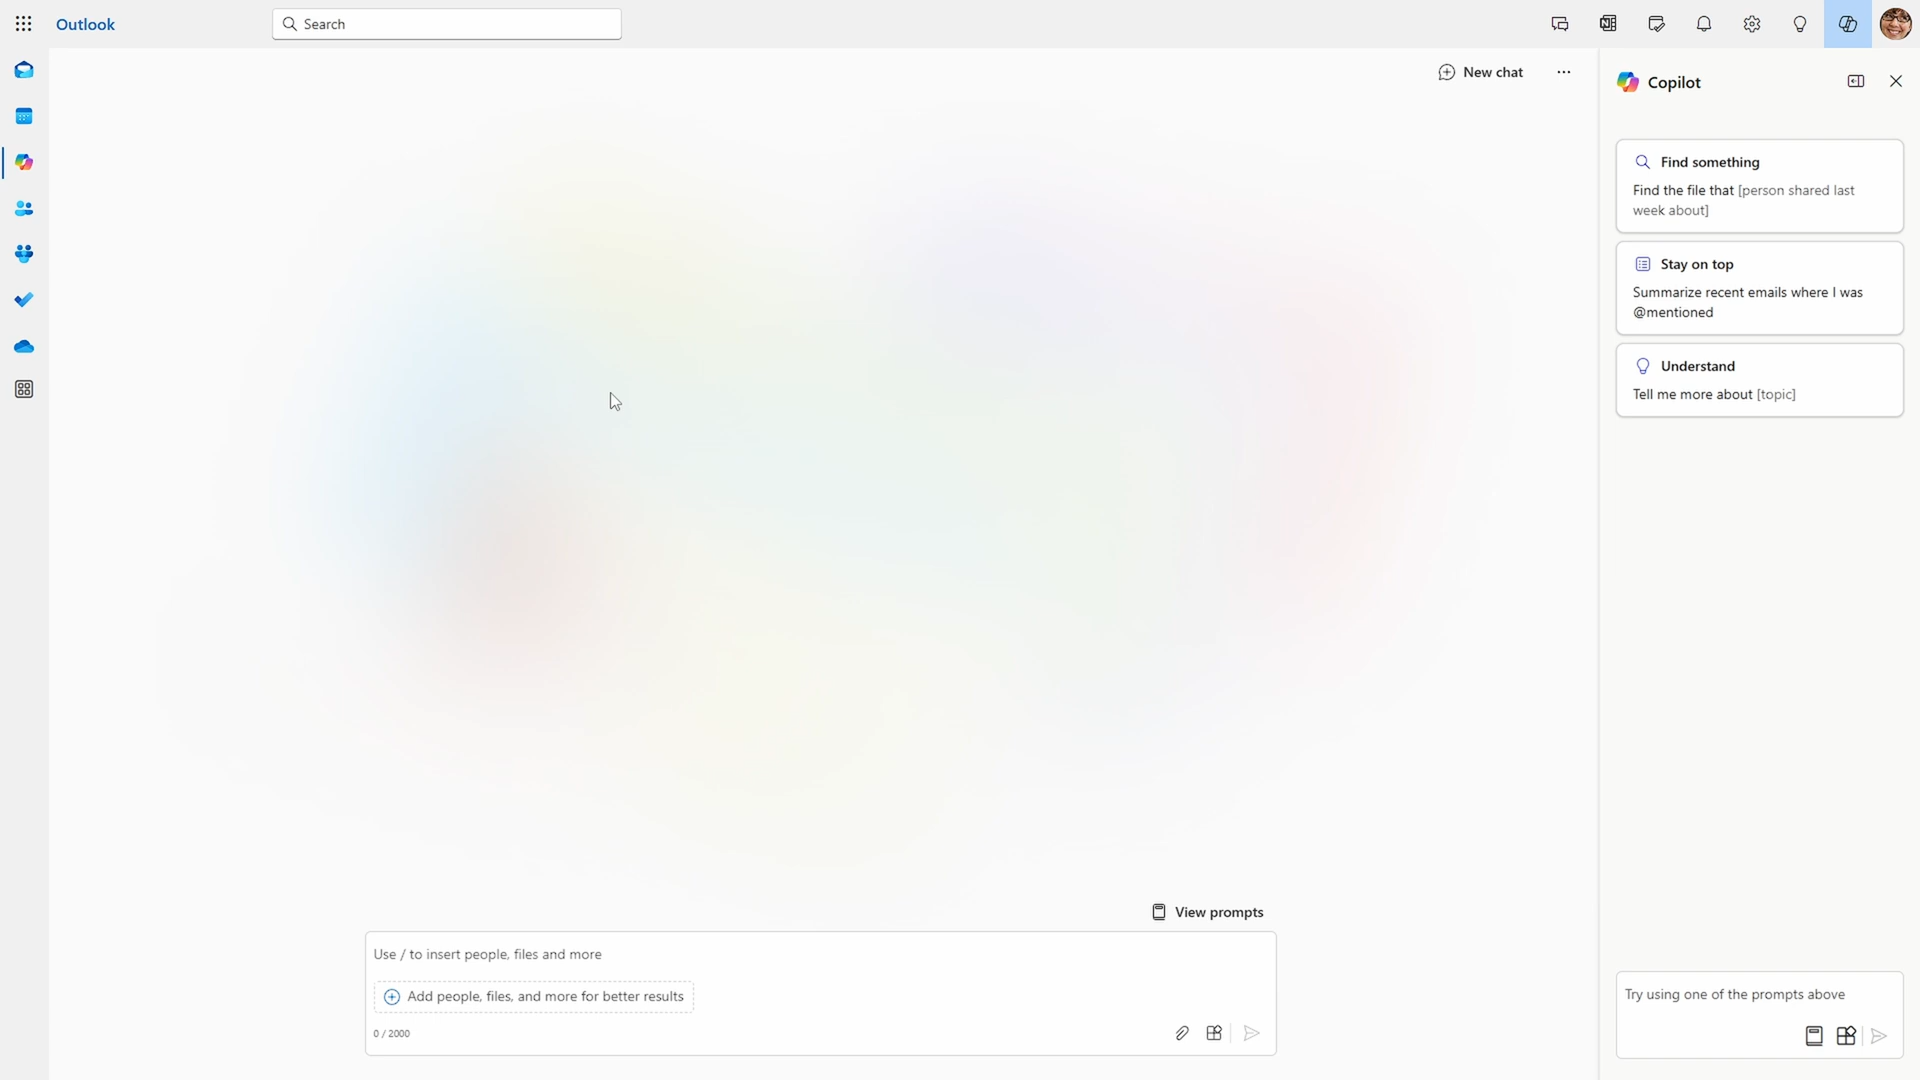 Outlook
Search
New chat
Copilot
Find something
Find the file that [person shared last
week about]
Stay on top
Summarize recent emails where I was
@mentioned
Understand
Tell me more about [topic]
View prompts
Use / to insert people, files and more
Add people, files, and more for better results
0 / 2000
Try using one of the prompts above